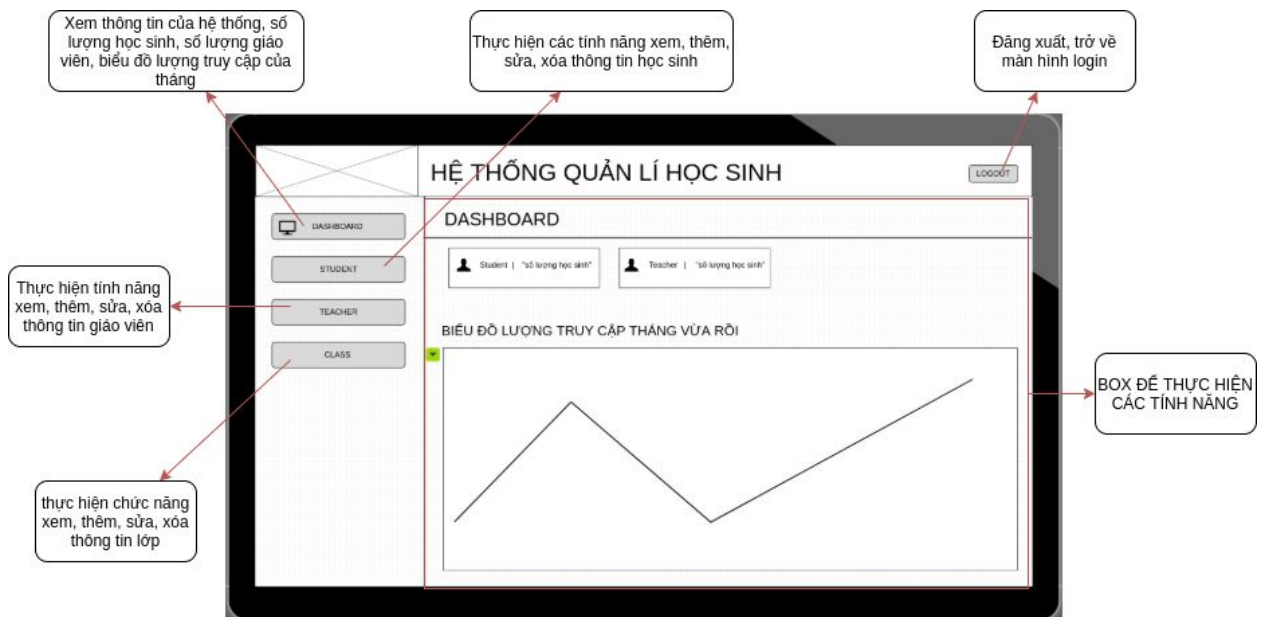 Xem thông tin của hệ thống, số
lượng học sinh, số lượng giáo
viên, biểu đồ lượng truy cập của
tháng
Thực hiện các tính năng xem, thêm,
sửa, xóa thông tin học sinh
Đăng xuất, trở về
màn hình login
HỆ THỐNG QUẢN LÍ HỌC SINH
LOGOUT
DASHBOARD
STUDENT
TEACHER
CLASS
DASHBOARD
Student | "số lượng học sinh"
Teacher | "số lượng học sinh"
BIỂU ĐỒ LƯỢNG TRUY CẬP THÁNG VỪA RỒI
Thực hiện tính năng
xem, thêm, sửa, xóa
thông tin giáo viên
thực hiện chức năng
xem, thêm, sửa, xóa
thông tin lớp
BOX ĐỂ THỰC HIỆN
CÁC TÍNH NĂNG